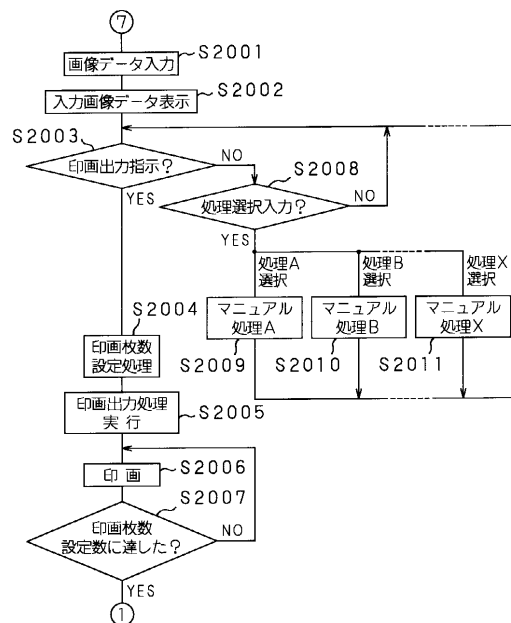 7
画像データ入力
S2001
入力画像データ表示
S2002
S2003
印画出力指示?
NO
YES
S2008
処理選択入力?
NO
YES
処理A
選択
処理B
選択
処理X
選択
マニュアル
処理A
マニュアル
処理B
マニュアル
処理X
S2009
S2010
S2011
S2004
印画枚数
設定処理
印画出力処理
実行
S2005
印画
S2006
S2007
印画枚数
設定数に達した?
NO
YES
1